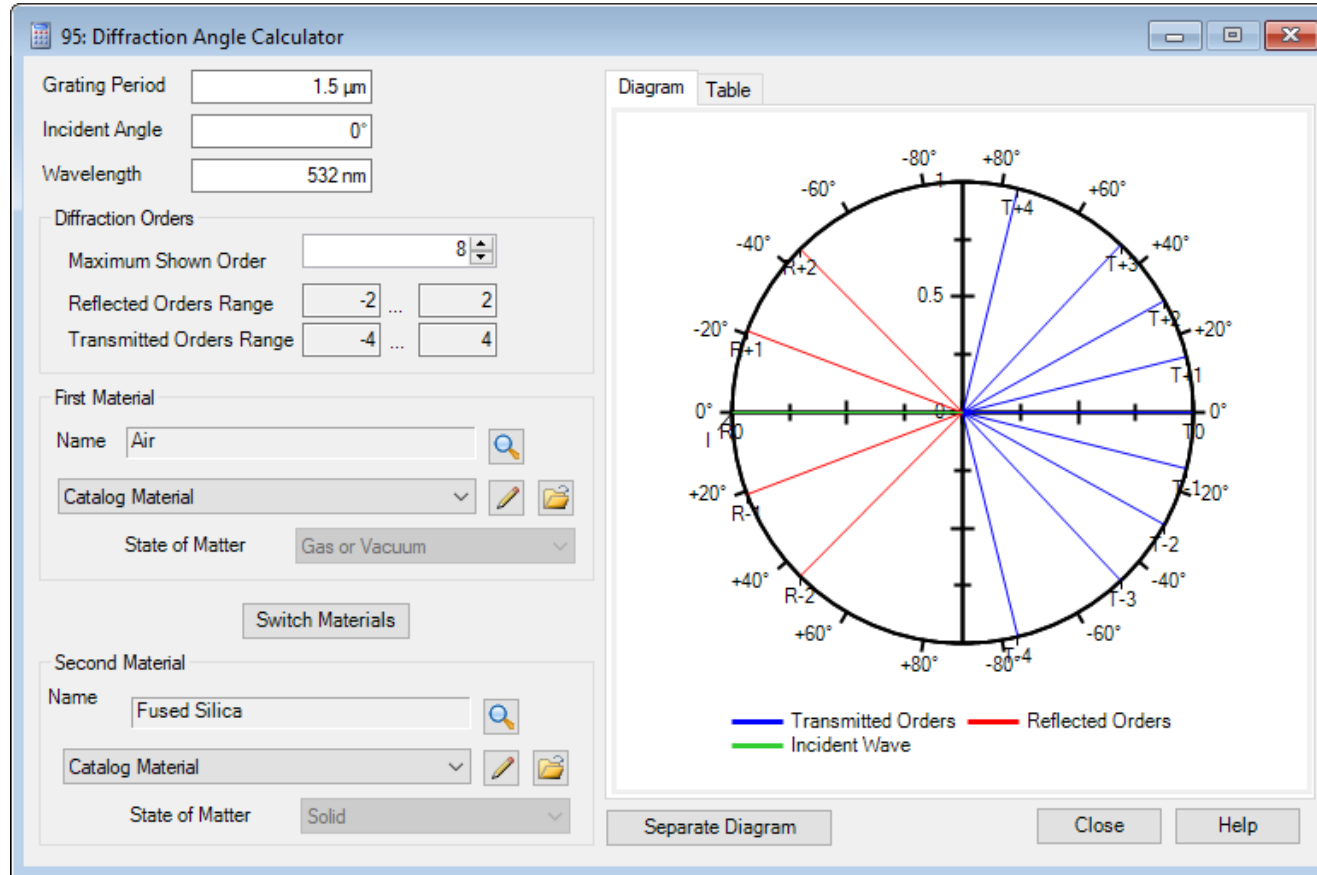 95: Diffraction Angle Calculator
Grating Period 1.5 µm
Incident Angle 0°
Wavelength 532 nm
Diffraction Orders
Maximum Shown Order 8
Reflected Orders Range -2 ... 2
Transmitted Orders Range -4 ... 4
First Material
Name Air
Catalog Material
State of Matter Gas or Vacuum
Switch Materials
Second Material
Name Fused Silica
Catalog Material
State of Matter Solid
Diagram Table
-80° +80°
-60° 1 +60°
T+4
-40° +40°
R+2 T+3
0.5
-20° T+2 +20°
R+1 T+1
0° 0 0°
I R0 T0
+20° T-1 -20°
R-1
T-2
+40° -40°
R-2 T-3
+60° -60°
+80° -80° T-4
Transmitted Orders Reflected Orders
Incident Wave
Separate Diagram Close Help